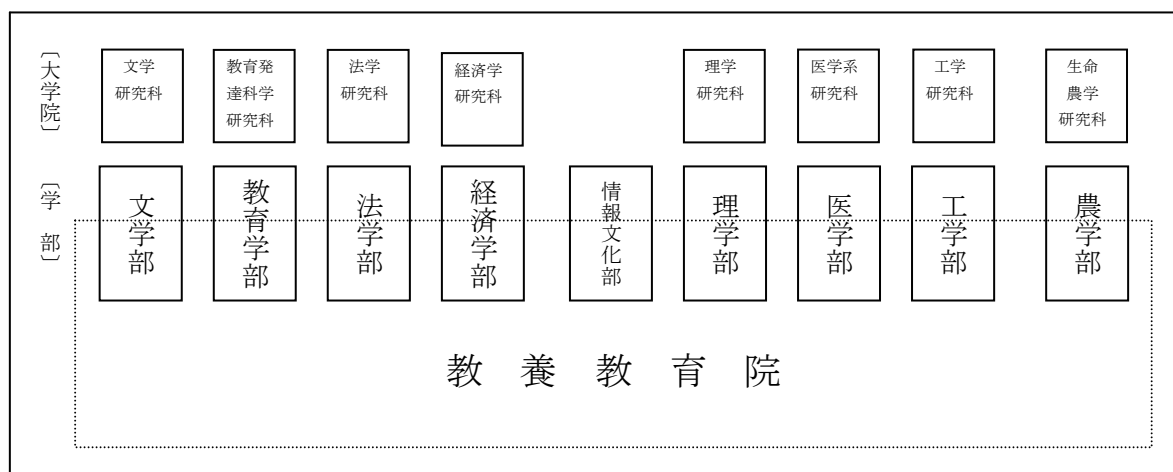 〔大学院〕
文学
研究科
教育発
達科学
研究科
法学
研究科
経済学
研究科
理学
研究科
医学系
研究科
工学
研究科
生命
農学
研究科
〔学 部〕
文学部
教育学部
法学部
経済学部
情報文化部
理学部
医学部
工学部
農学部
教養教育院